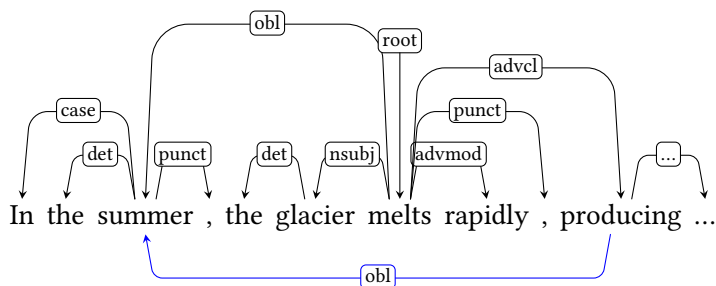 obl
root
advcl
case punct
det punct det nsubj advmod ...
In the summer , the glacier melts rapidly , producing ...
obl